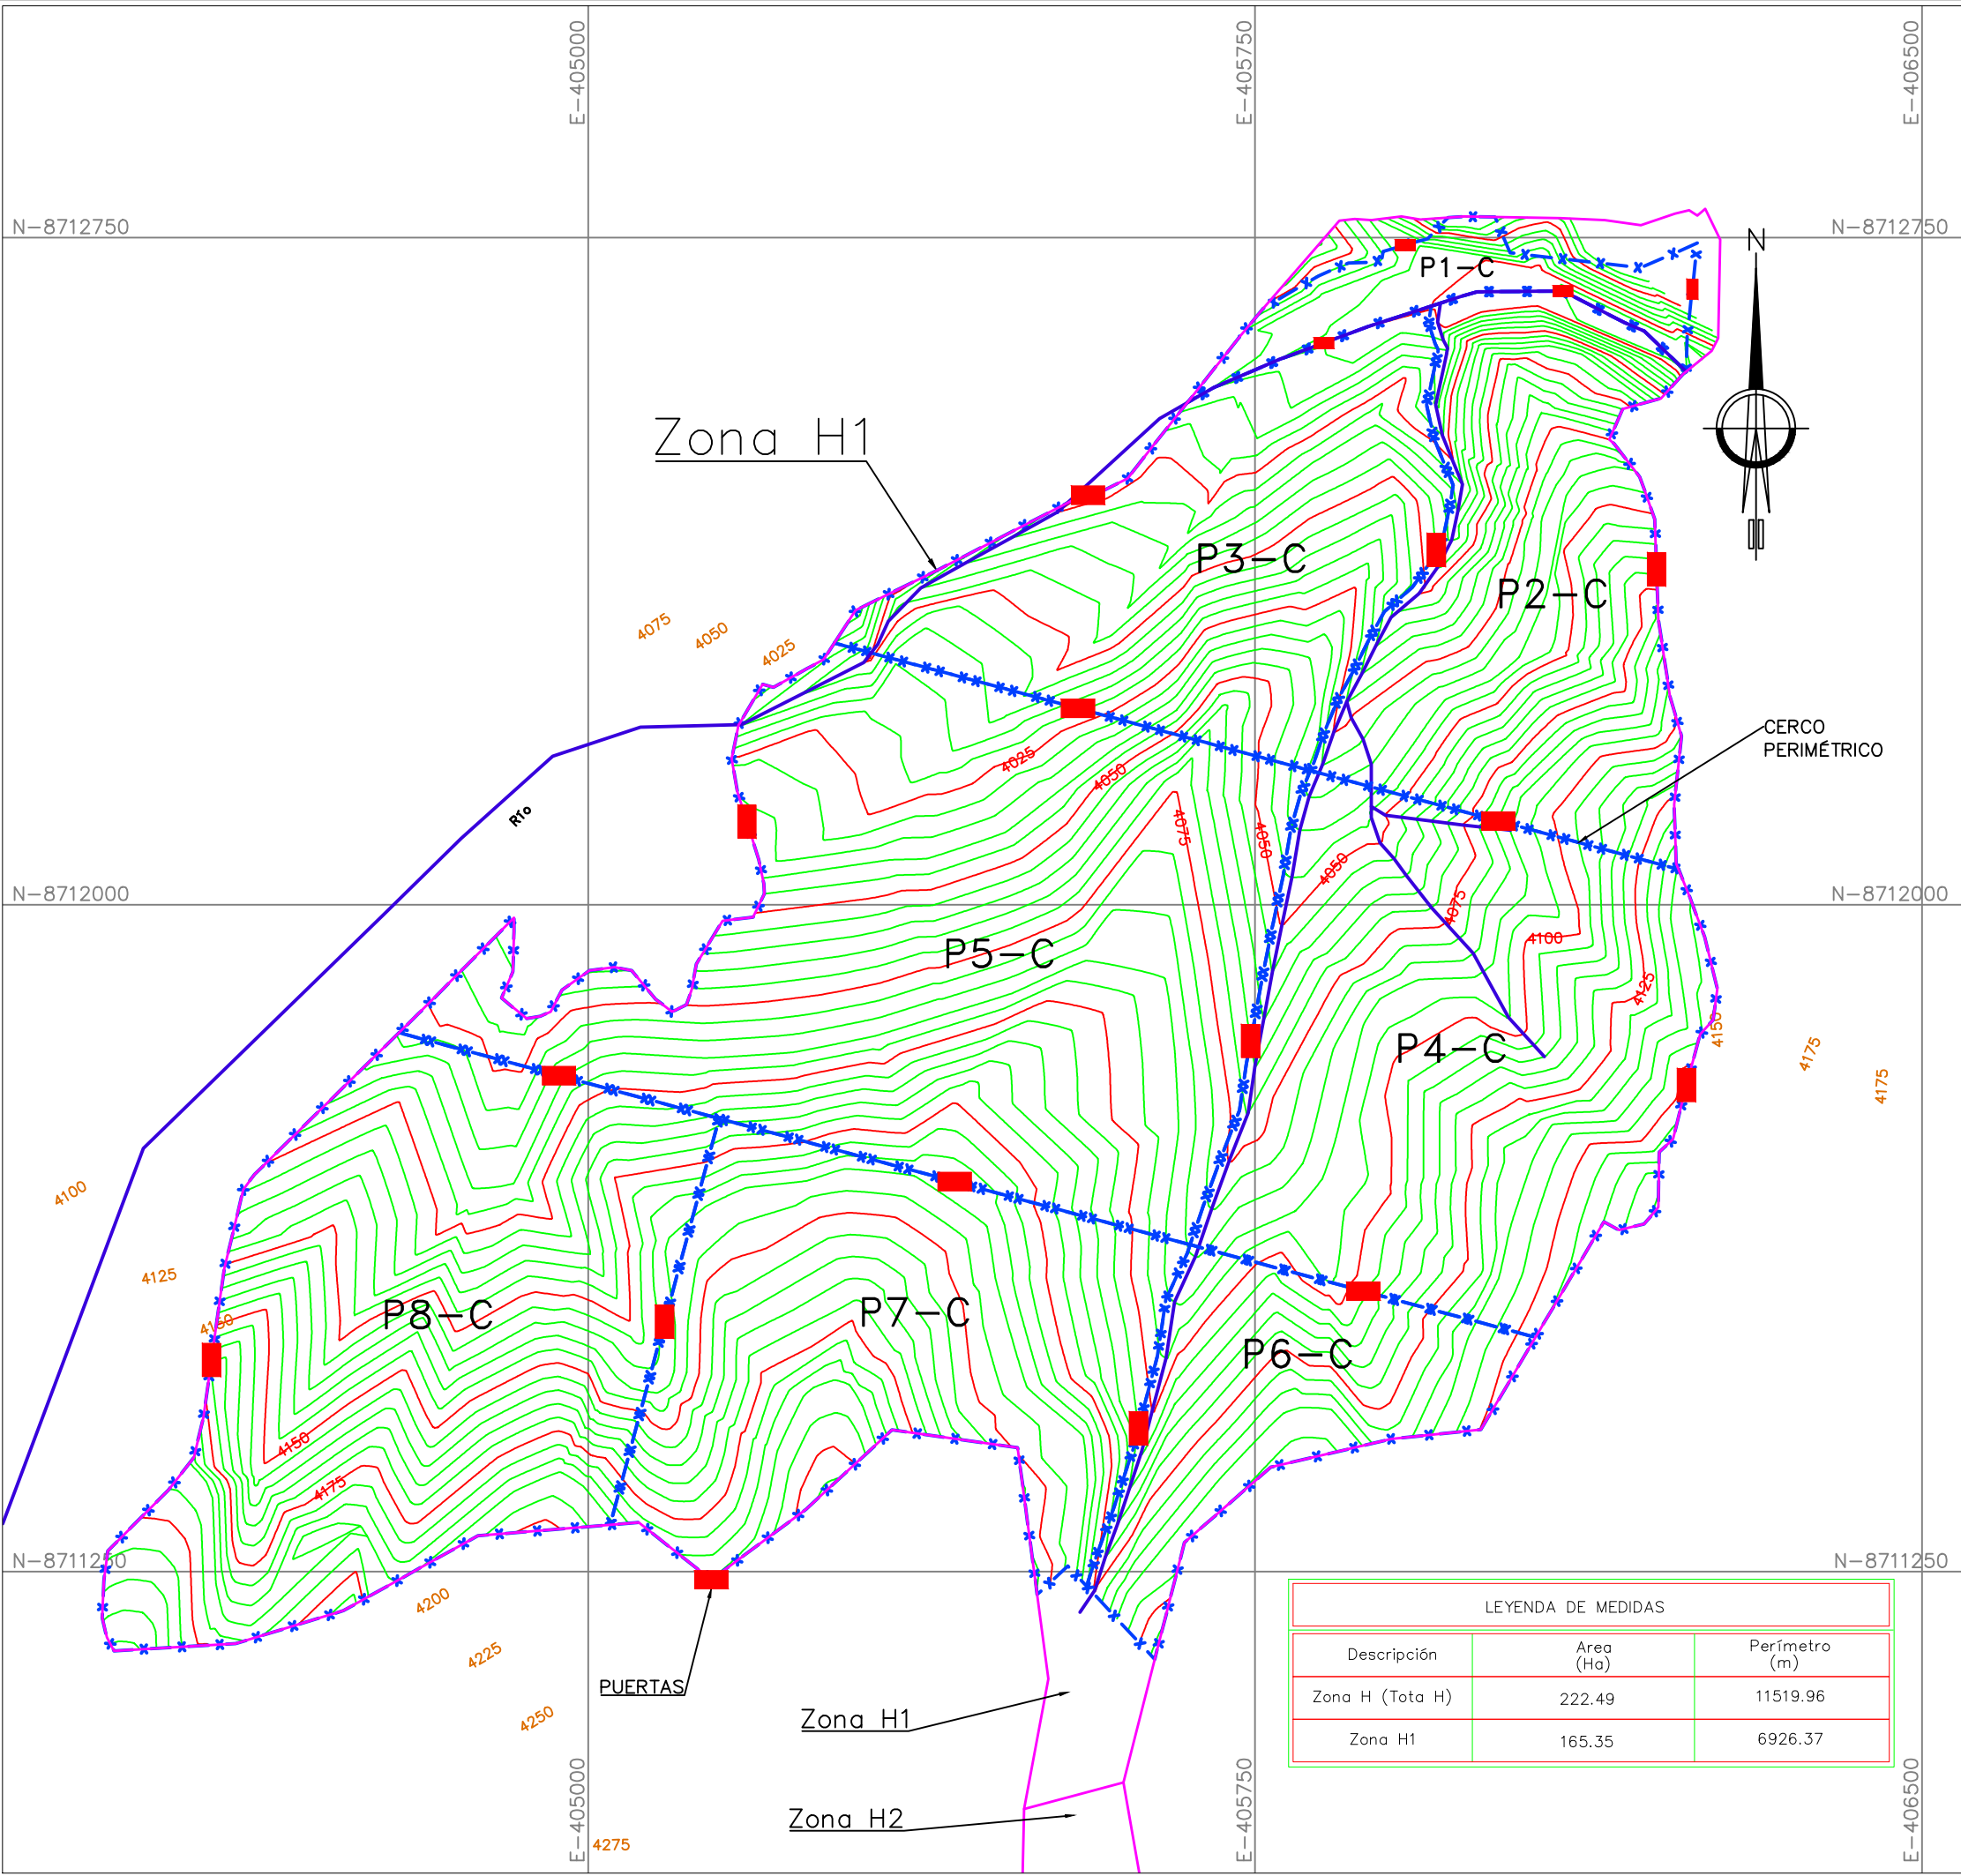 E-405000
E-405750
E-406500
N-8712750
N-8712750
N
P1-C
Zona H1
P3-C
P2-C
4075
4050
4025
CERCO
PERIMÉTRICO
4025
4050
Río
4075
4050
4050
N-8712000
N-8712000
4075
P5-C
4100
4125
4150
P4-C
4175
4175
4100
4125
4150
P8-C
P7-C
P6-C
4150
4175
N-8711250
N-8711250
4200
4225
4250
4275
PUERTAS
Zona H1
Zona H2
LEYENDA DE MEDIDAS
Descripción Area (Ha) Perímetro (m)
Zona H (Tota H) 222.49 11519.96
Zona H1 165.35 6926.37
E-405000
E-405750
E-406500